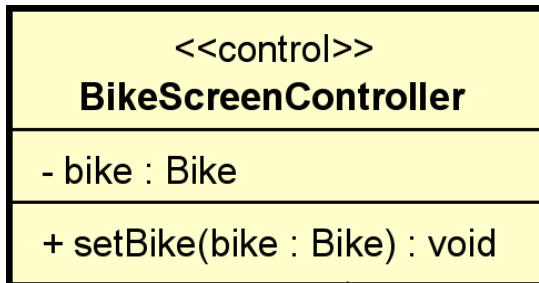 <<control>>
BikeScreenController
- bike : Bike
+ setBike(bike : Bike) : void